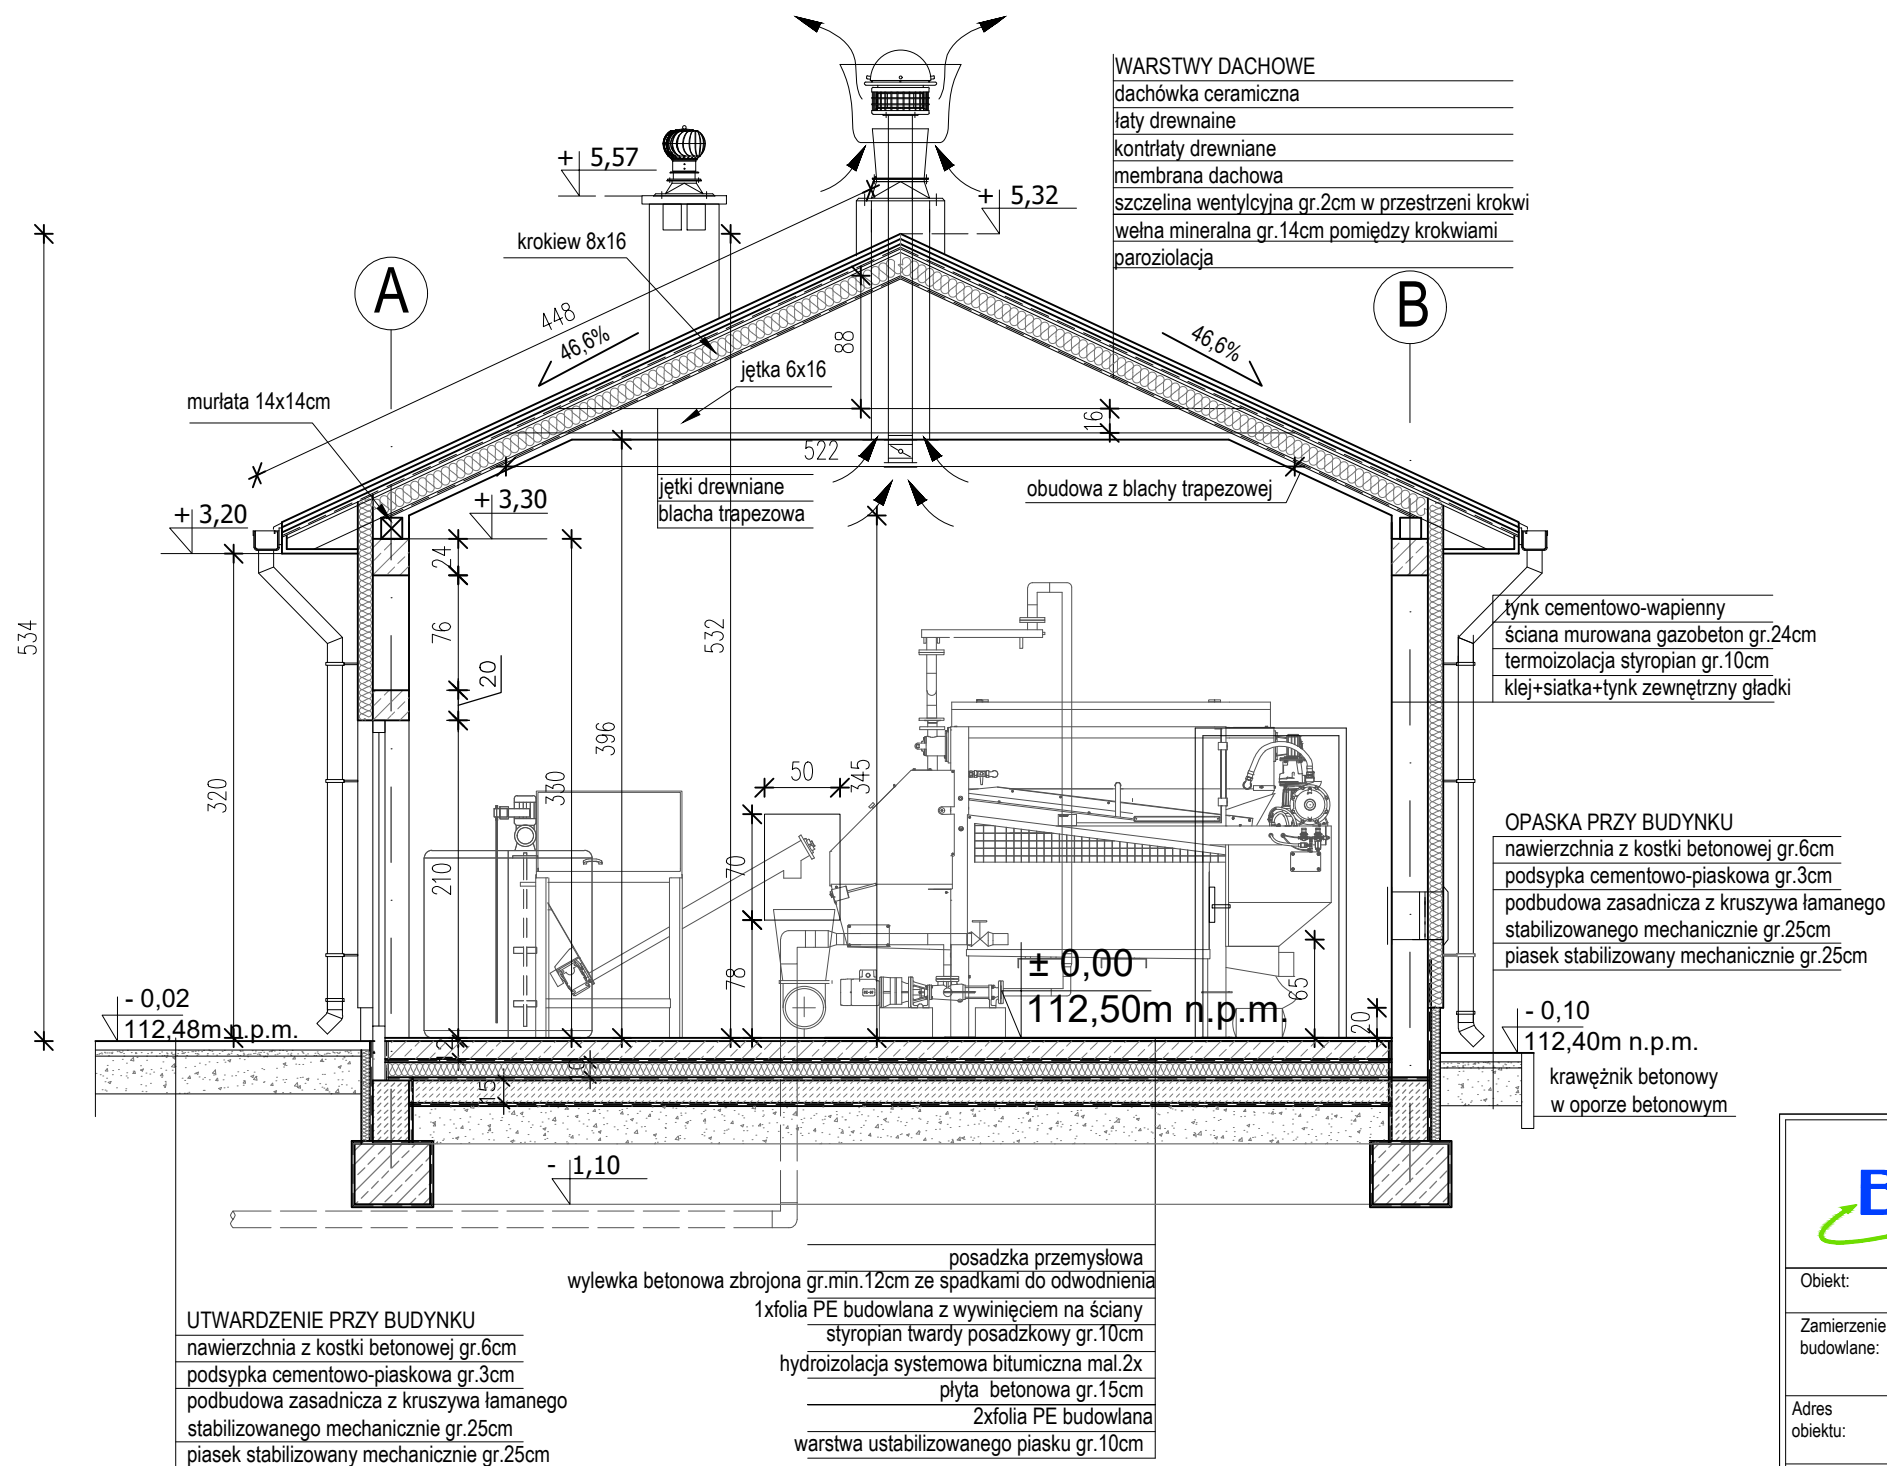 WARSTWY DACHOWE
dachówka ceramiczna
łaty drewnaine
kontrłaty drewniane
membrana dachowa
szczelina wentylcyjna gr.2cm w przestrzeni krokwi
wełna mineralna gr.14cm pomiędzy krokwiami
paroziolacja
+ 5,57
+ 5,32
krokiew 8x16
A
B
448
46,6%
46,6%
88
jętka 6x16
murłata 14x14cm
16
522
jętki drewniane
blacha trapezowa
obudowa z blachy trapezowej
+ 3,20
+ 3,30
24
76
20
534
532
320
330
396
345
50
70
78
210
65
20
12
10
15
tynk cementowo-wapienny
ściana murowana gazobeton gr.24cm
termoizolacja styropian gr.10cm
klej+siatka+tynk zewnętrzny gładki
OPASKA PRZY BUDYNKU
nawierzchnia z kostki betonowej gr.6cm
podsypka cementowo-piaskowa gr.3cm
podbudowa zasadnicza z kruszywa łamanego
stabilizowanego mechanicznie gr.25cm
piasek stabilizowany mechanicznie gr.25cm
± 0,00
112,50m n.p.m.
- 0,02
112,48m n.p.m.
- 0,10
112,40m n.p.m.
krawężnik betonowy
w oporze betonowym
- 1,10
posadzka przemysłowa
wylewka betonowa zbrojona gr.min.12cm ze spadkami do odwodnienia
1xfolia PE budowlana z wywinięciem na ściany
styropian twardy posadzkowy gr.10cm
hydroizolacja systemowa bitumiczna mal.2x
płyta betonowa gr.15cm
2xfolia PE budowlana
warstwa ustabilizowanego piasku gr.10cm
UTWARDZENIE PRZY BUDYNKU
nawierzchnia z kostki betonowej gr.6cm
podsypka cementowo-piaskowa gr.3cm
podbudowa zasadnicza z kruszywa łamanego
stabilizowanego mechanicznie gr.25cm
piasek stabilizowany mechanicznie gr.25cm
Obiekt:
Zamierzenie
budowlane:
Adres
obiektu: